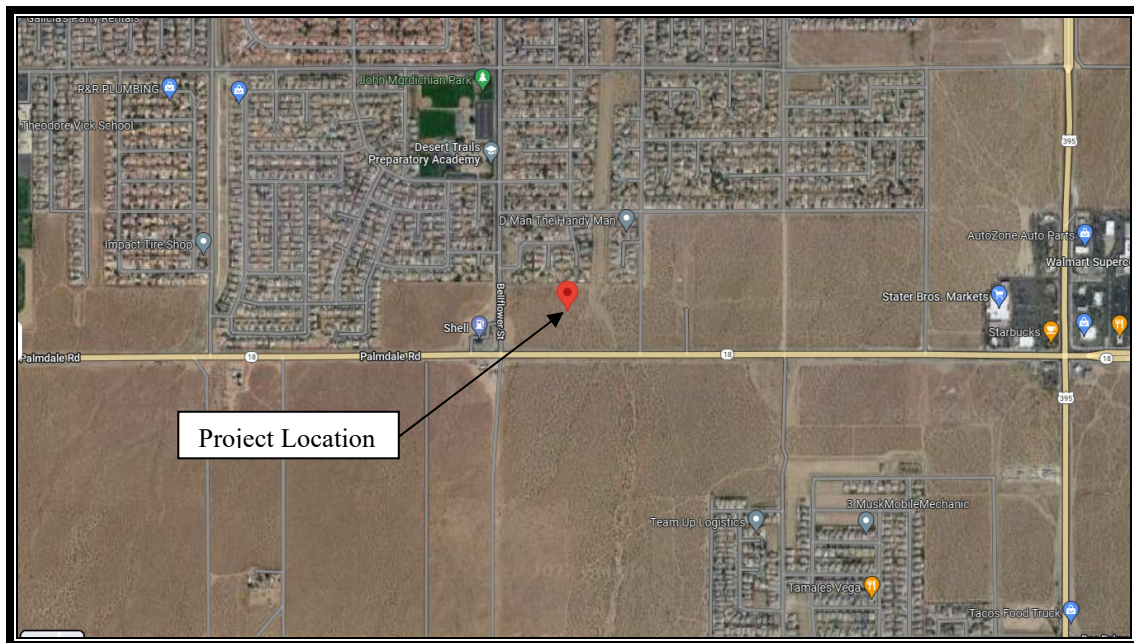 Galicia's Party Rentals
R&R PLUMBING
John Mgrdichian Park
Theodore Vick School
Desert Trails
Preparatory Academy
395
D Man The Handy Man
Impact Tire Shop
AutoZone Auto Parts
Walmart Superc
Bellflower St
Stater Bros. Markets
Shell
Starbucks
Palmdale Rd
18
Palmdale Rd
18
18
395
Project Location
3 MuskMobileMechanic
Team Up Logistics
Tamales Vega
Tacos Food Truck